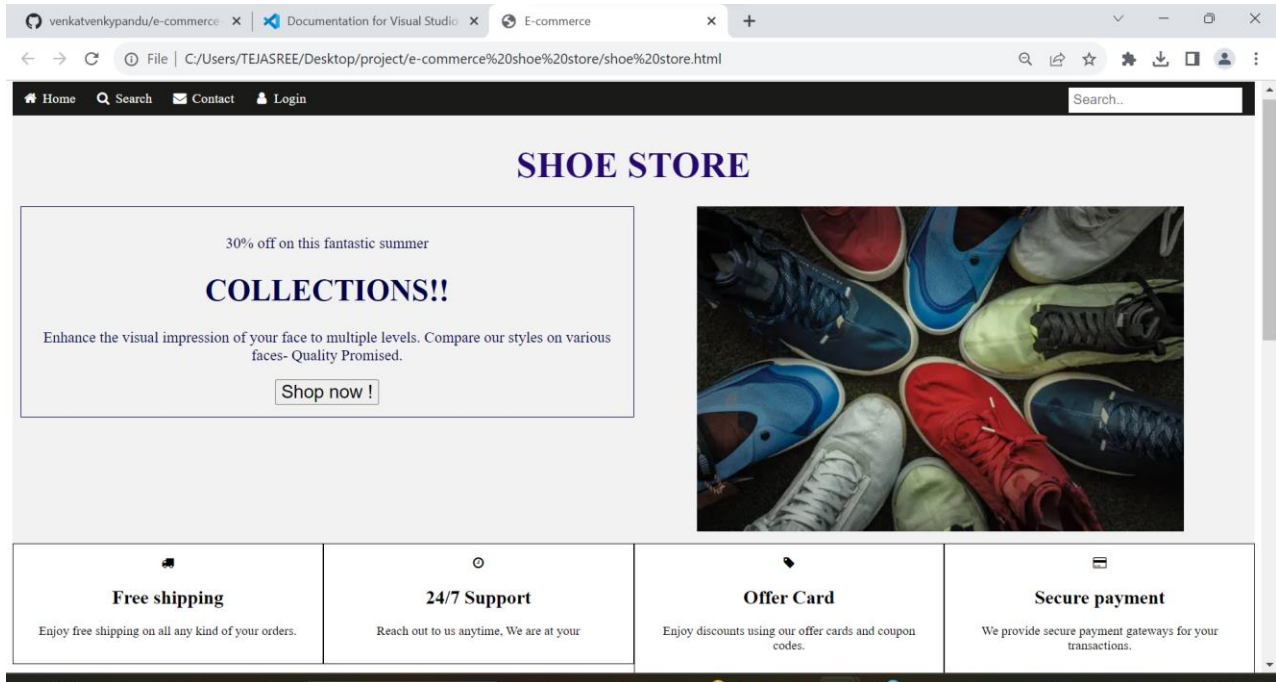 venkatvenkypandu/e-commerce
Documentation for Visual Studio
E-commerce
File | C:/Users/TEJASREE/Desktop/project/e-commerce%20shoe%20store/shoe%20store.html
Home Search Contact Login
Search..
SHOE STORE
30% off on this fantastic summer
COLLECTIONS!!
Enhance the visual impression of your face to multiple levels. Compare our styles on various
faces- Quality Promised.
Shop now !
Free shipping
Enjoy free shipping on all any kind of your orders.
24/7 Support
Reach out to us anytime, We are at your
Offer Card
Enjoy discounts using our offer cards and coupon
codes.
Secure payment
We provide secure payment gateways for your
transactions.